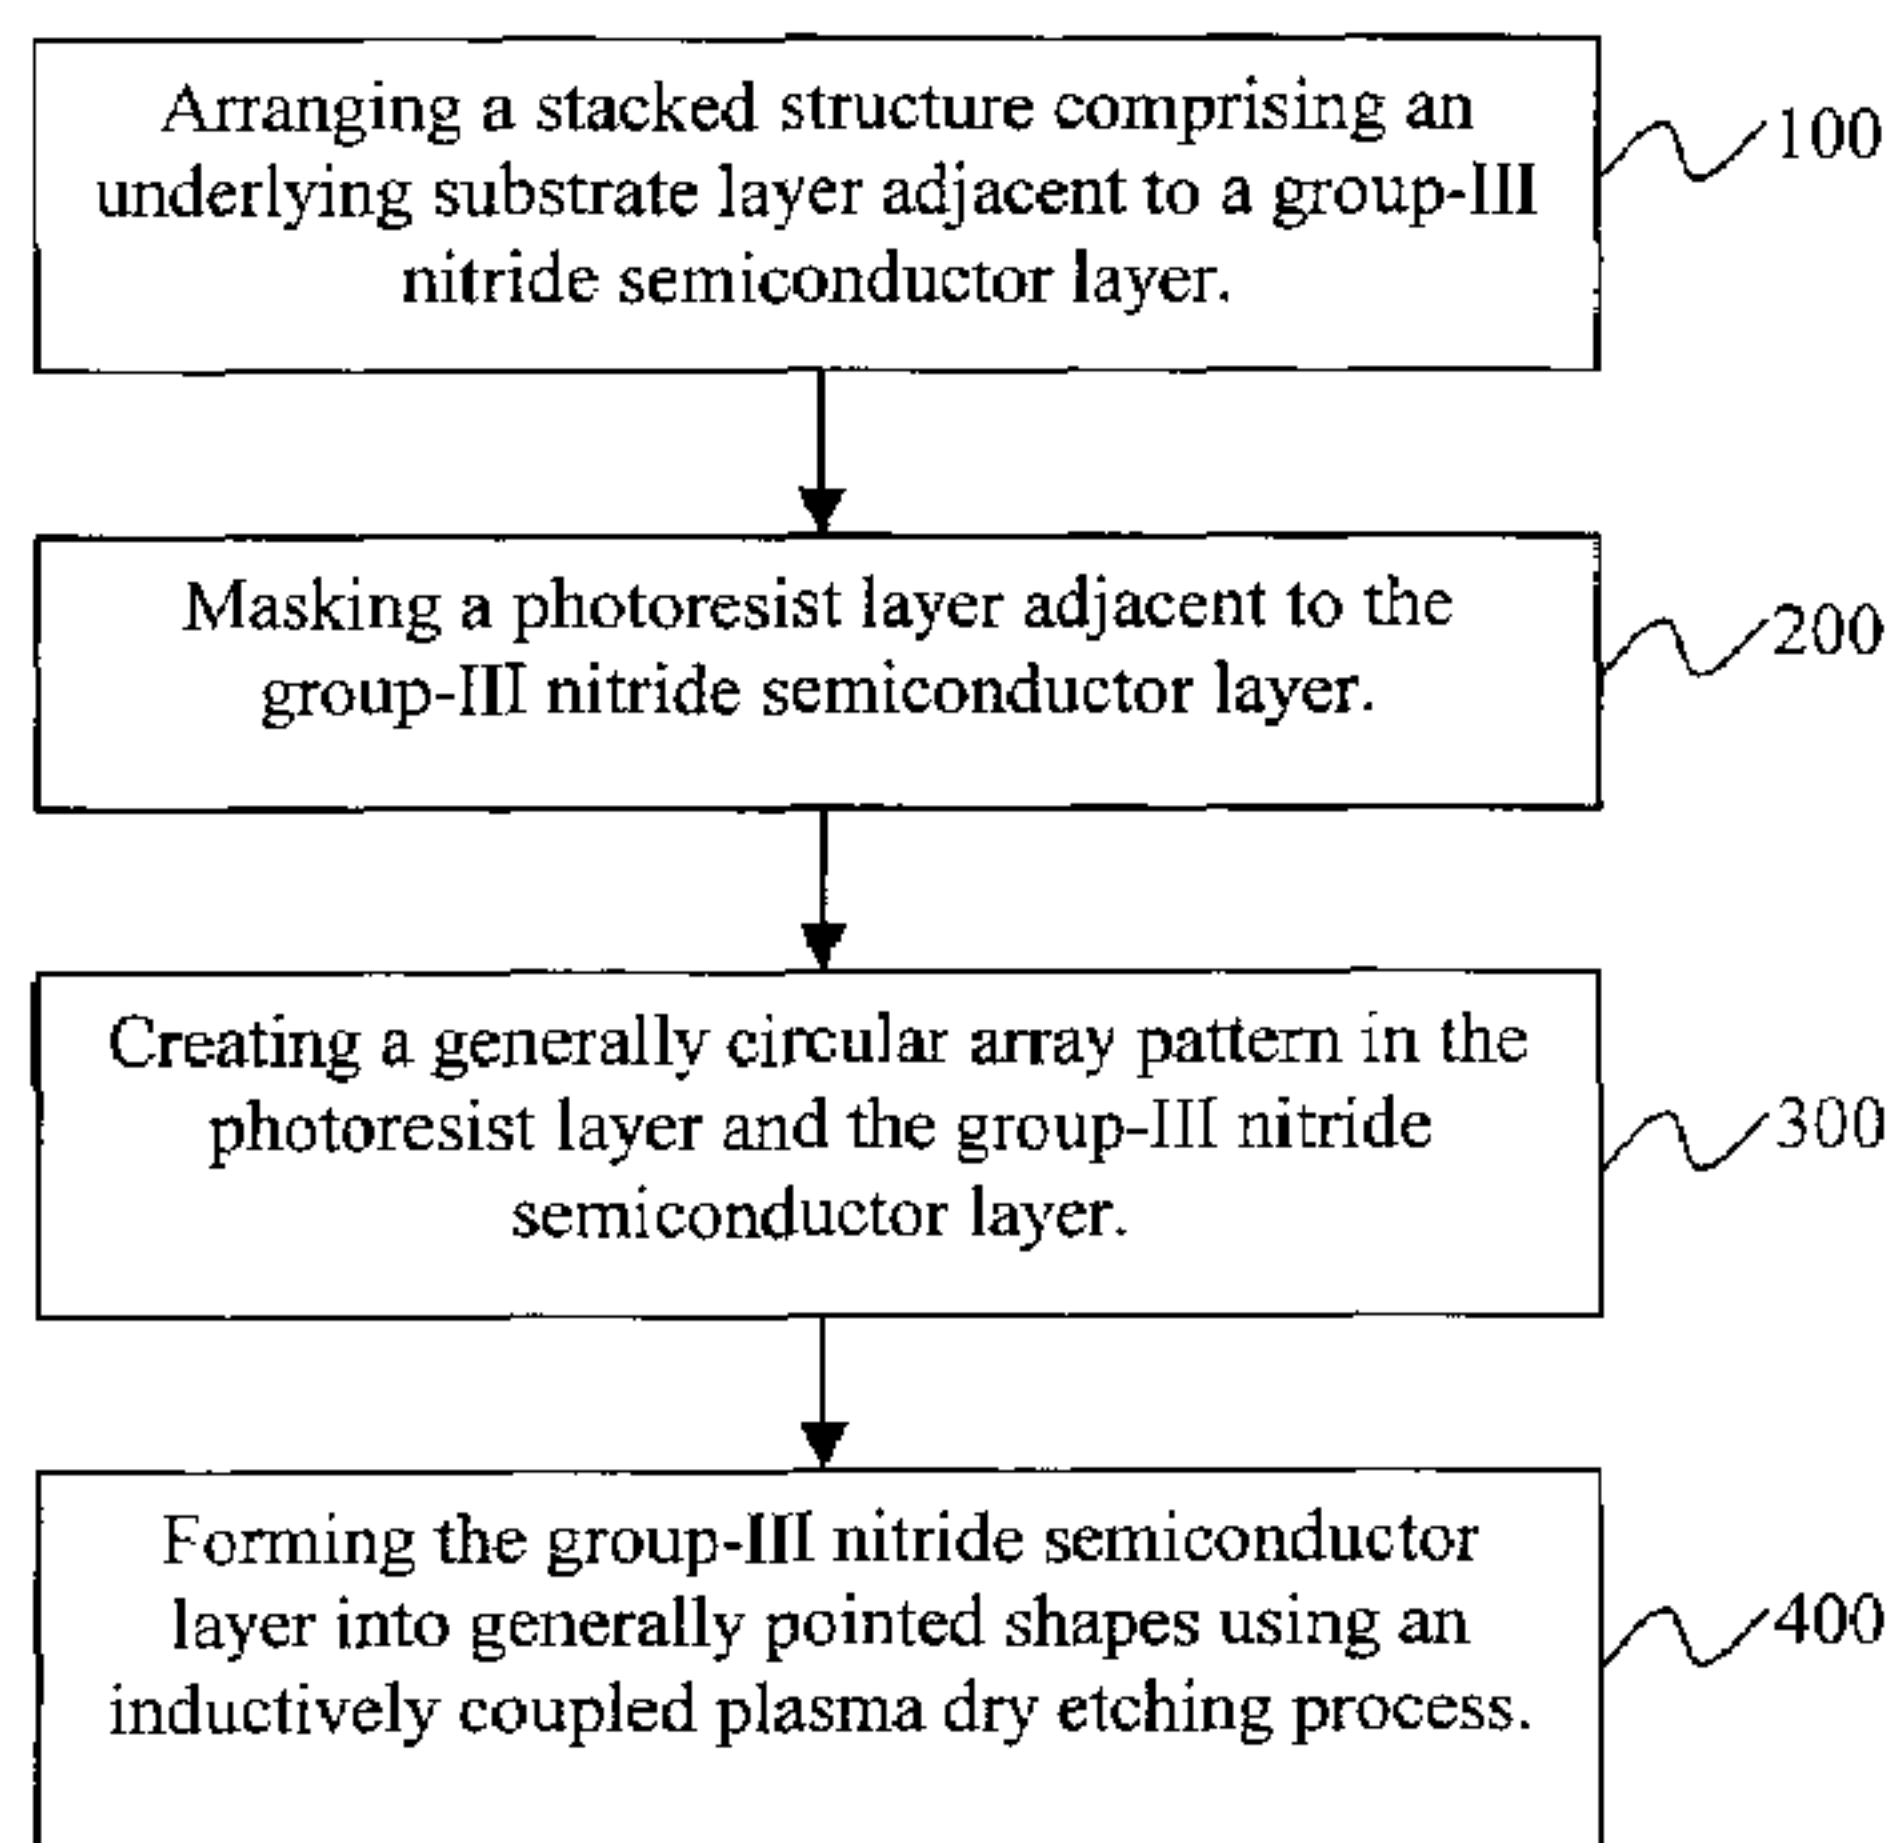 Arranging a stacked structure comprising an
underlying substrate layer adjacent to a group-III
nitride semiconductor layer.
100
Masking a photoresist layer adjacent to the
group-III nitride semiconductor layer.
200
Creating a generally circular array pattern in the
photoresist layer and the group-III nitride
semiconductor layer.
300
Forming the group-III nitride semiconductor
layer into generally pointed shapes using an
inductively coupled plasma dry etching process.
400